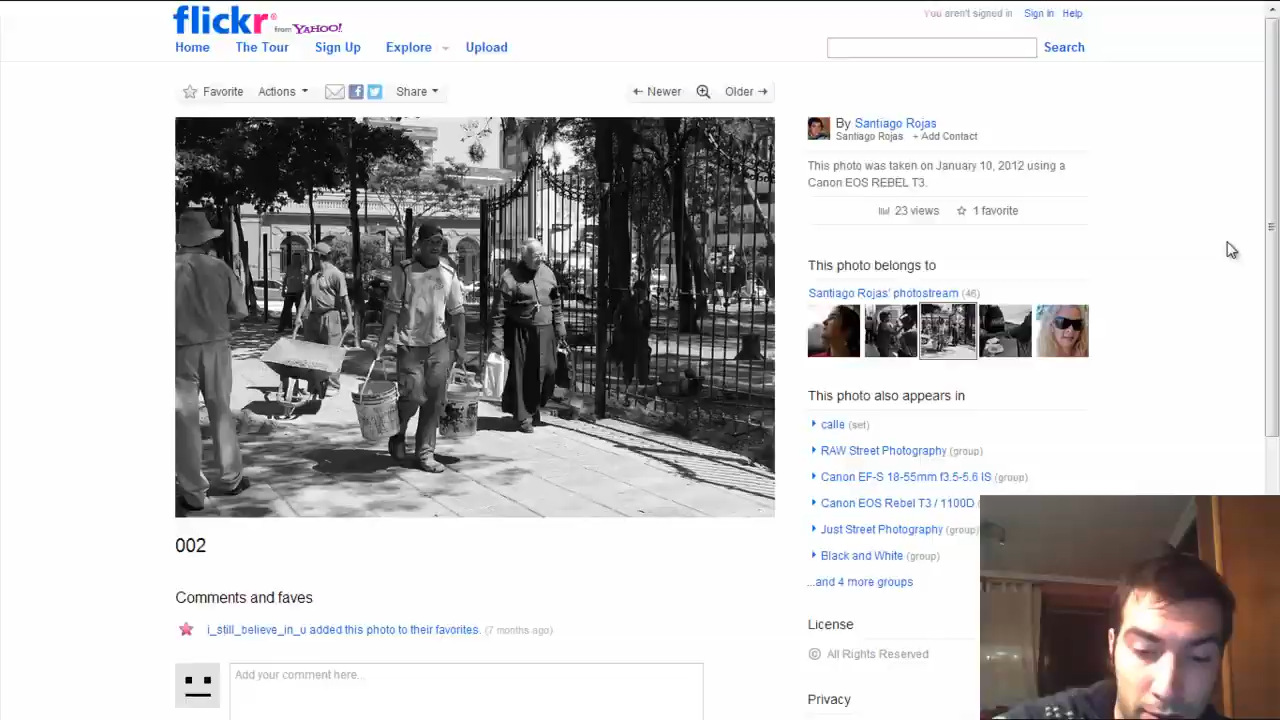 flickr from YAHOO!
You aren't signed in Sign In Help
Home The Tour Sign Up Explore Upload
Search
Favorite Actions Share
← Newer Older →
By Santiago Rojas
Santiago Rojas + Add Contact
This photo was taken on January 10, 2012 using a
Canon EOS REBEL T3.
23 views 1 favorite
This photo belongs to
Santiago Rojas' photostream (46)
This photo also appears in
calle (set)
RAW Street Photography (group)
Canon EF-S 18-55mm f3.5-5.6 IS (group)
Canon EOS Rebel T3 / 1100D
Just Street Photography (group)
Black and White (group)
...and 4 more groups
License
© All Rights Reserved
Privacy
002
Comments and faves
i_still_believe_in_u added this photo to their favorites. (7 months ago)
Add your comment here...